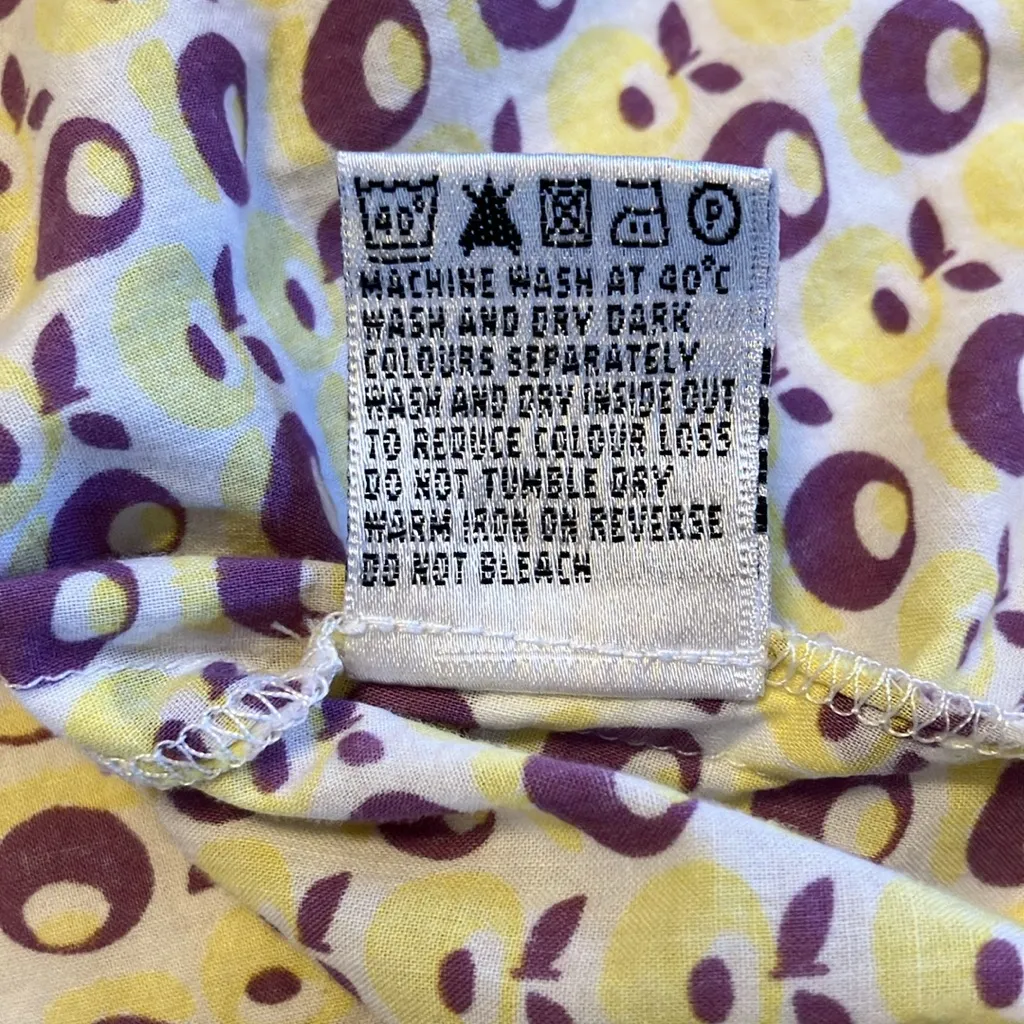 40°
P
MACHINE WASH AT 40°C
WASH AND DRY DARK
COLOURS SEPARATELY
WASH AND DRY INSIDE OUT
TO REDUCE COLOUR LOSS
DO NOT TUMBLE DRY
WARM IRON ON REVERSE
DO NOT BLEACH